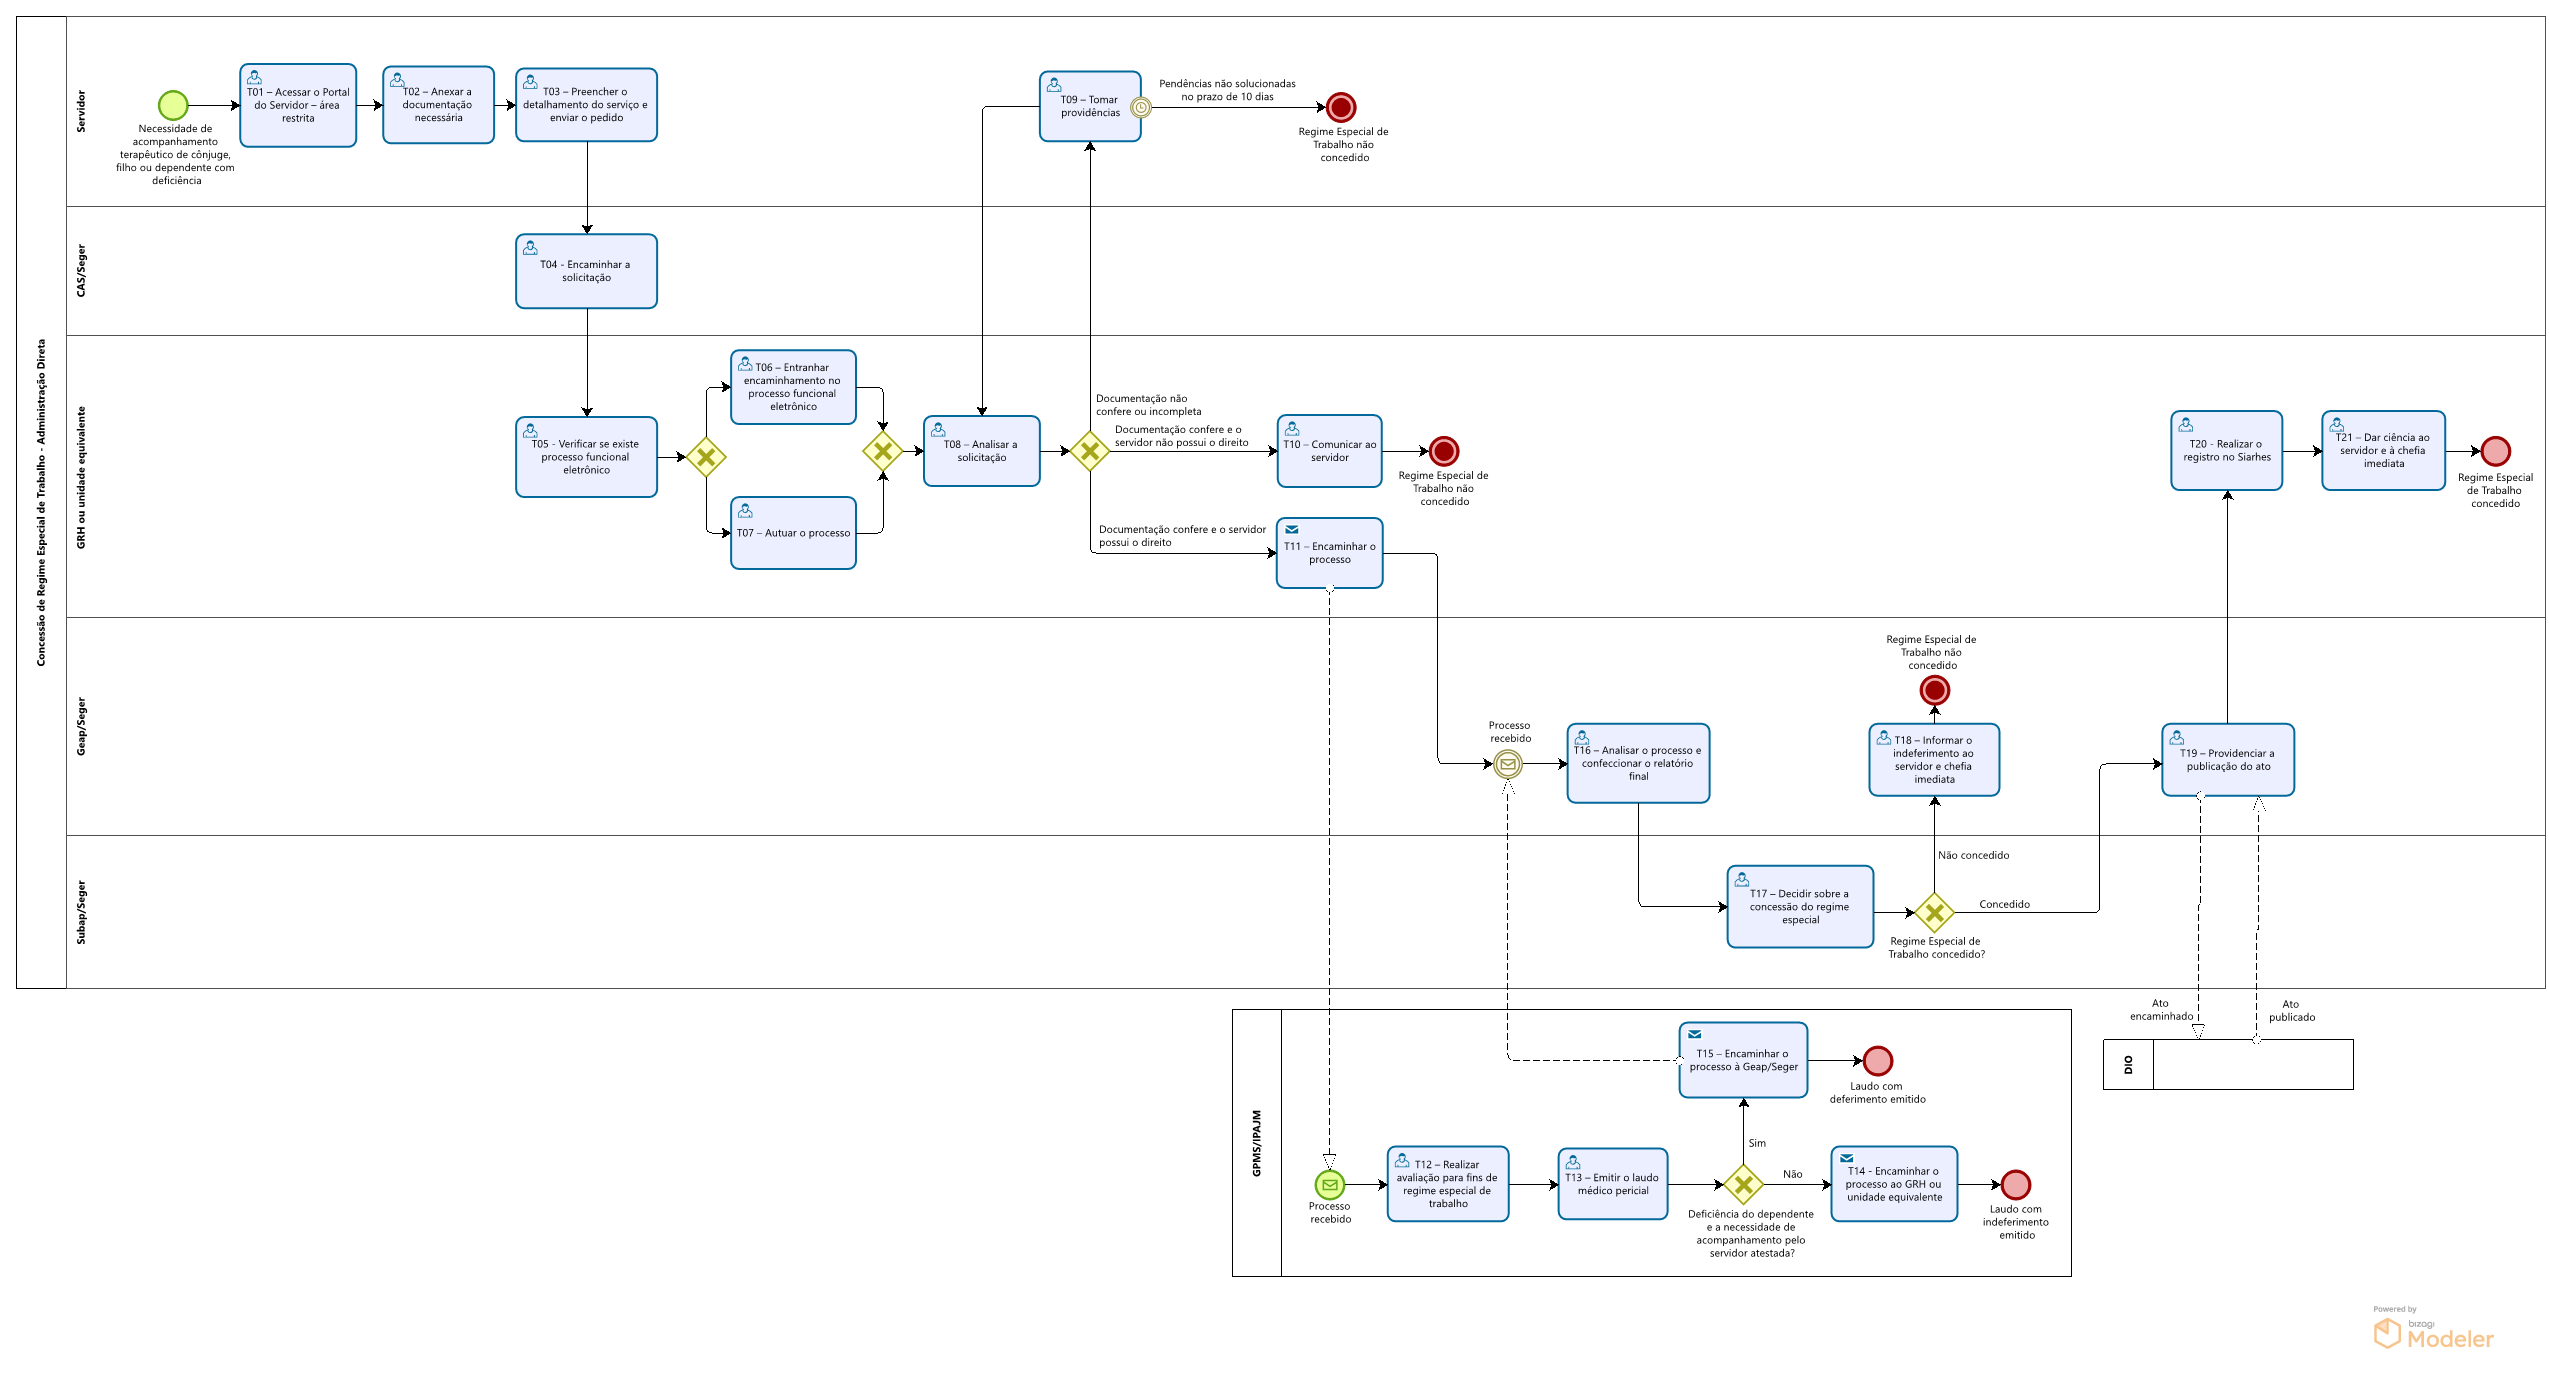 Concessão de Regime Especial de Trabalho - Administração Direta
Servidor
Necessidade de
acompanhamento
terapêutico de cônjuge,
filho ou dependente com
deficiência
T01 – Acessar o Portal
do Servidor – área
restrita
T02 – Anexar a
documentação
necessária
T03 – Preencher o
detalhamento do serviço e
enviar o pedido
T09 – Tomar
providências
Pendências não solucionadas
no prazo de 10 dias
Regime Especial de
Trabalho não
concedido
CAS/Seger
T04 - Encaminhar a
solicitação
GRH ou unidade equivalente
T05 - Verificar se existe
processo funcional
eletrônico
T06 – Entranhar
encaminhamento no
processo funcional
eletrônico
T07 – Autuar o processo
T08 – Analisar a
solicitação
Documentação não
confere ou incompleta
Documentação confere e o
servidor não possui o direito
Documentação confere e o servidor
possui o direito
T10 – Comunicar ao
servidor
Regime Especial de
Trabalho não
concedido
T11 – Encaminhar o
processo
T20 - Realizar o
registro no Siarhes
T21 – Dar ciência ao
servidor e à chefia
imediata
Regime Especial
de Trabalho
concedido
Geap/Seger
Processo
recebido
T16 – Analisar o processo e
confeccionar o relatório
final
Regime Especial de
Trabalho não
concedido
T18 – Informar o
indeferimento ao
servidor e chefia
imediata
T19 – Providenciar a
publicação do ato
Subap/Seger
T17 – Decidir sobre a
concessão do regime
especial
Não concedido
Concedido
Regime Especial de
Trabalho concedido?
GPMS/IPAJM
Processo
recebido
T12 – Realizar
avaliação para fins de
regime especial de
trabalho
T13 – Emitir o laudo
médico pericial
Sim
Não
Deficiência do dependente
e a necessidade de
acompanhamento pelo
servidor atestada?
T15 – Encaminhar o
processo à Geap/Seger
Laudo com
deferimento emitido
T14 - Encaminhar o
processo ao GRH ou
unidade equivalente
Laudo com
indeferimento
emitido
Ato
encaminhado
Ato
publicado
DIO
Powered by
bizagi
Modeler